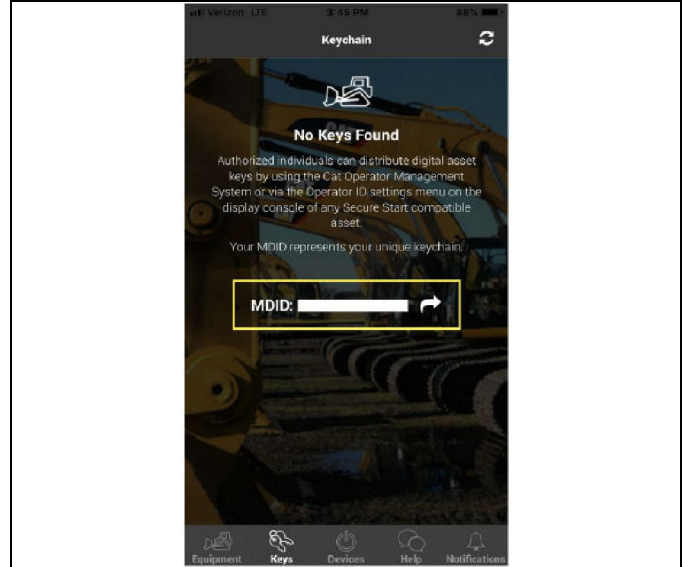 Verizon LTE 3:45 PM 88%
Keychain
CAT
No Keys Found
Authorized individuals can distribute digital asset
keys by using the Cat Operator Management
System or via the Operator ID settings menu on the
display console of any Secure Start compatible
asset.
Your MDID represents your unique keychain.
MDID:
Equipment Keys Devices Help Notifications